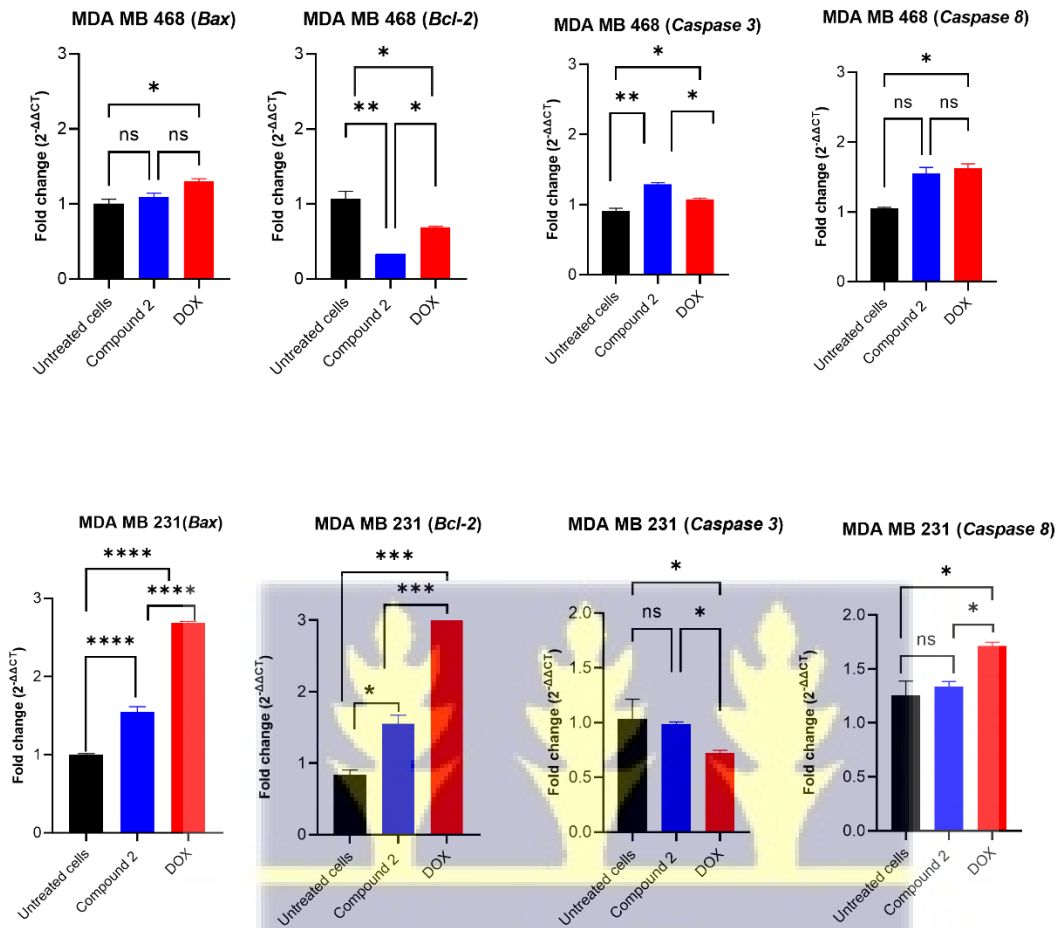 MDA MB 468 (Bax)
Fold change (2-ΔΔCT)
3
2
1
0
*
ns
ns
Untreated cells
Compound 2
DOX
MDA MB 468 (Bcl-2)
Fold change (2-ΔΔCT)
3
2
1
0
*
**
*
Untreated cells
Compound 2
DOX
MDA MB 468 (Caspase 3)
Fold change (2-ΔΔCT)
3
2
1
0
*
**
*
Untreated cells
Compound 2
DOX
MDA MB 468 (Caspase 8)
Fold change (2-ΔΔCT)
3
2
1
0
*
ns
ns
Untreated cells
Compound 2
DOX
MDA MB 231(Bax)
Fold change (2-ΔΔCT)
3
2
1
0
****
****
****
Untreated cells
Compound 2
DOX
MDA MB 231 (Bcl-2)
Fold change (2-ΔΔCT)
3
2
1
0
***
***
*
Untreated cells
Compound 2
DOX
MDA MB 231 (Caspase 3)
Fold change (2-ΔΔCT)
2.0
1.5
1.0
0.5
0.0
*
ns
*
Untreated cells
Compound 2
DOX
MDA MB 231 (Caspase 8)
Fold change (2-ΔΔCT)
2.0
1.5
1.0
0.5
0.0
*
*
ns
Untreated cells
Compound 2
DOX